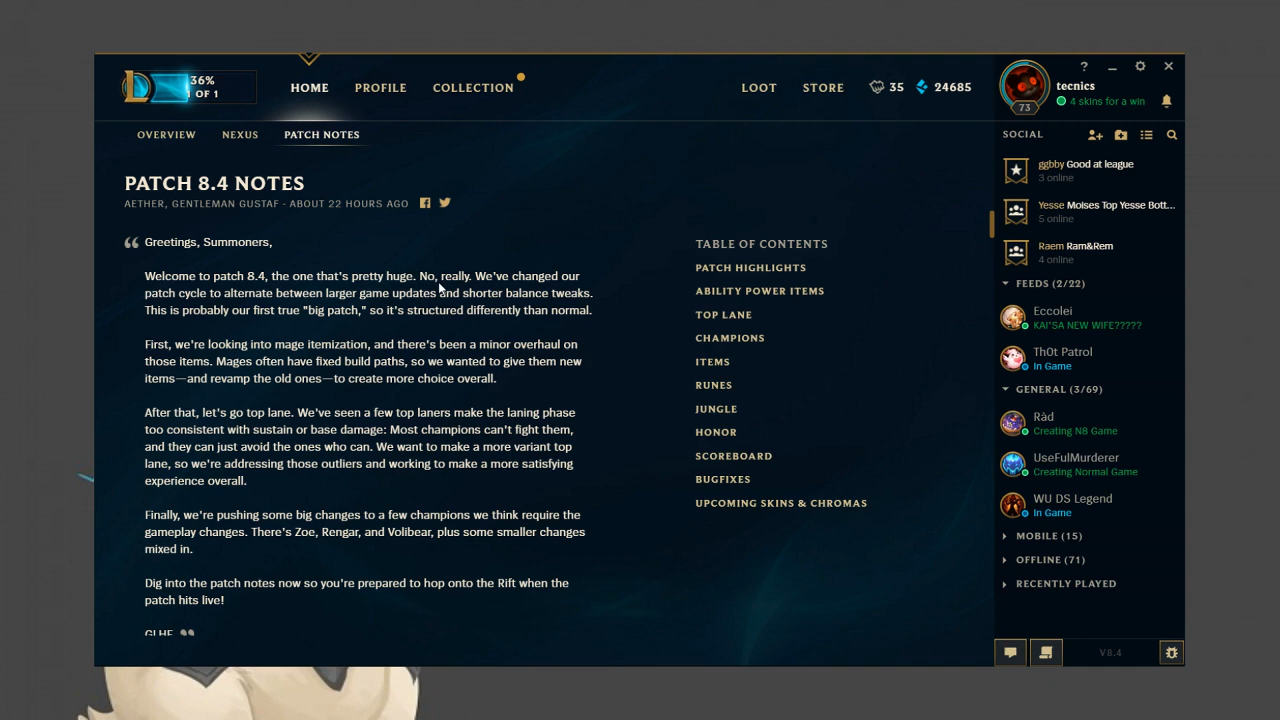 36%
OF 1
HOME
PROFILE
COLLECTION
LOOT
STORE
35
24685
?
73
tecnics
4 skins for a win
OVERVIEW
NEXUS
PATCH NOTES
SOCIAL
PATCH 8.4 NOTES
AETHER, GENTLEMAN GUSTAF - ABOUT 22 HOURS AGO
Greetings, Summoners,
Welcome to patch 8.4, the one that's pretty huge. No, really. We've changed our
patch cycle to alternate between larger game updates and shorter balance tweaks.
This is probably our first true "big patch," so it's structured differently than normal.
First, we're looking into mage itemization, and there's been a minor overhaul on
those items. Mages often have fixed build paths, so we wanted to give them new
items—and revamp the old ones—to create more choice overall.
After that, let's go top lane. We've seen a few top laners make the laning phase
too consistent with sustain or base damage: Most champions can't fight them,
and they can just avoid the ones who can. We want to make a more variant top
lane, so we're addressing those outliers and working to make a more satisfying
experience overall.
Finally, we're pushing some big changes to a few champions we think require the
gameplay changes. There's Zoe, Rengar, and Volibear, plus some smaller changes
mixed in.
Dig into the patch notes now so you're prepared to hop onto the Rift when the
patch hits live!
GLHF
TABLE OF CONTENTS
PATCH HIGHLIGHTS
ABILITY POWER ITEMS
TOP LANE
CHAMPIONS
ITEMS
RUNES
JUNGLE
HONOR
SCOREBOARD
BUGFIXES
UPCOMING SKINS & CHROMAS
ggbby Good at league
3 online
Yesse Moises Top Yesse Bott...
5 online
Raem Ram&Rem
4 online
FEEDS (2/22)
Eccolei
KAI'SA NEW WIFE?????
Th0t Patrol
In Game
GENERAL (3/69)
Ràd
Creating N8 Game
UseFulMurderer
Creating Normal Game
WU DS Legend
In Game
MOBILE (15)
OFFLINE (71)
RECENTLY PLAYED
V8.4